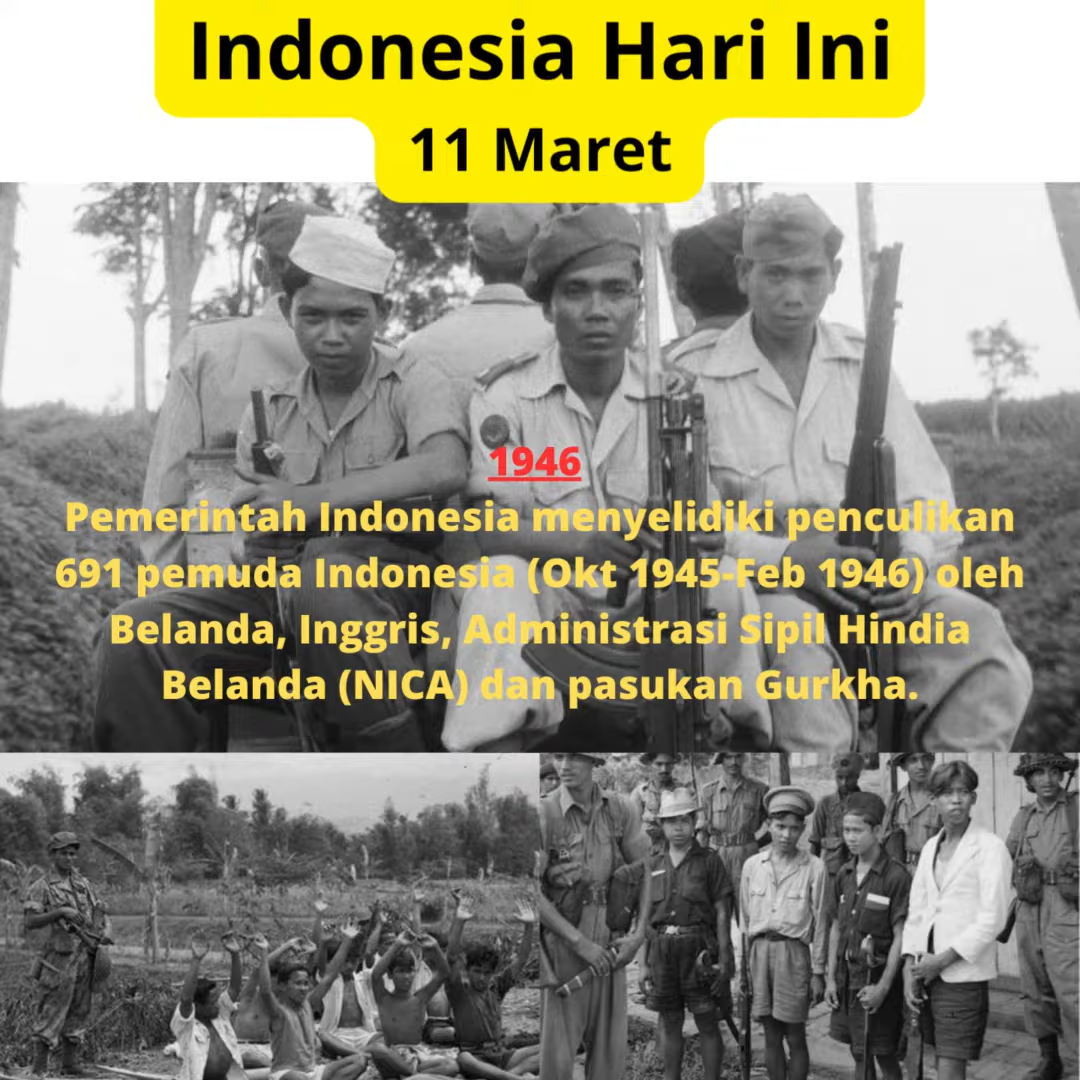 Indonesia Hari Ini
11 Maret
1946
Pemerintah Indonesia menyelidiki penculikan
691 pemuda Indonesia (Okt 1945-Feb 1946) oleh
Belanda, Inggris, Administrasi Sipil Hindia
Belanda (NICA) dan pasukan Gurkha.